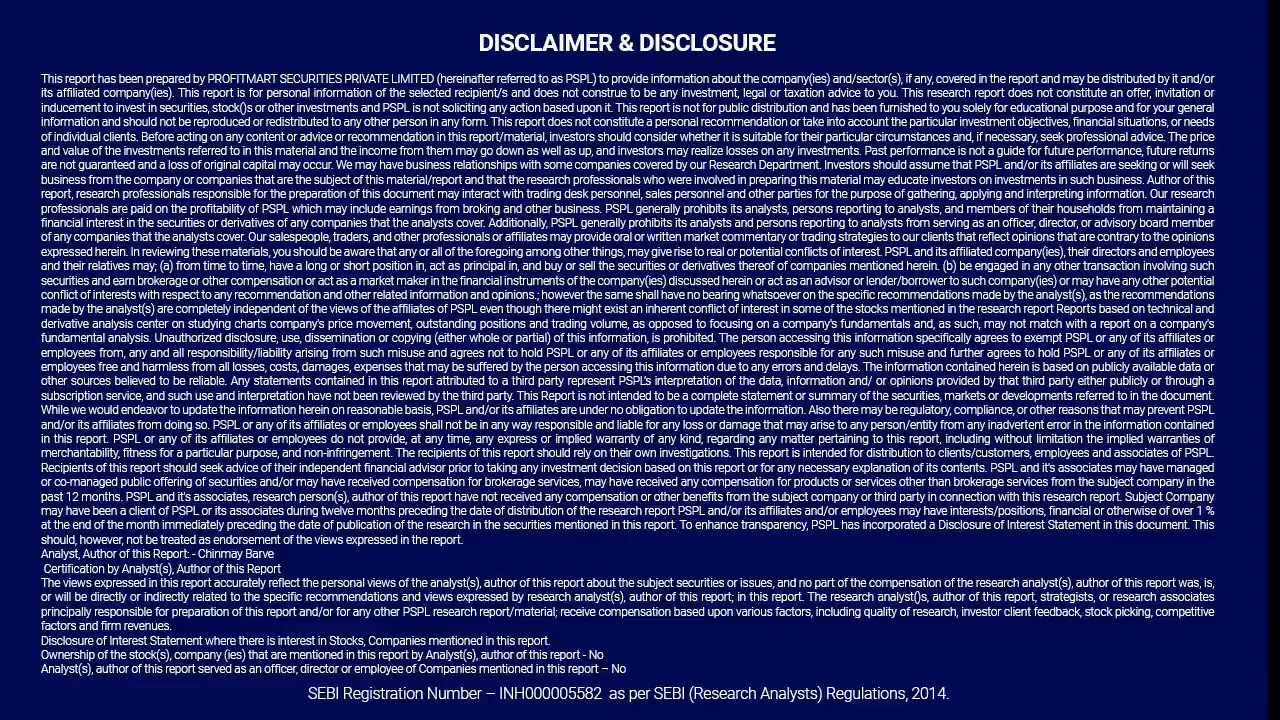 DISCLAIMER & DISCLOSURE
This report has been prepared by PROFITMART SECURITIES PRIVATE LIMITED (hereinafter referred to as PSPL) to provide information about the company(ies) and/sector(s), if any, covered in the report and may be distributed by it and/or
its affiliated company(ies). This report is for personal information of the selected recipient/s and does not construe to be any investment, legal or taxation advice to you. This research report does not constitute an offer, invitation or
inducement to invest in securities, stock()s or other investments and PSPL is not soliciting any action based upon it. This report is not for public distribution and has been furnished to you solely for educational purpose and for your general
information and should not be reproduced or redistributed to any other person in any form. This report does not constitute a personal recommendation or take into account the particular investment objectives, financial situations, or needs
of individual clients. Before acting on any content or advice or recommendation in this report/material, investors should consider whether it is suitable for their particular circumstances and, if necessary, seek professional advice. The price
and value of the investments referred to in this material and the income from them may go down as well as up, and investors may realize losses on any investments. Past performance is not a guide for future performance, future returns
are not guaranteed and a loss of original capital may occur. We may have business relationships with some companies covered by our Research Department. Investors should assume that PSPL and/or its affiliates are seeking or will seek
business from the company or companies that are the subject of this material/report and that the research professionals who were involved in preparing this material may educate investors on investments in such business. Author of this
report, research professionals responsible for the preparation of this document may interact with trading desk personnel, sales personnel and other parties for the purpose of gathering, applying and interpreting information. Our research
professionals are paid on the profitability of PSPL which may include earnings from broking and other business. PSPL generally prohibits its analysts, persons reporting to analysts, and members of their households from maintaining a
financial interest in the securities or derivatives of any companies that the analysts cover. Additionally, PSPL generally prohibits its analysts and persons reporting to analysts from serving as an officer, director, or advisory board member
of any companies that the analysts cover. Our salespeople, traders, and other professionals or affiliates may provide oral or written market commentary or trading strategies to our clients that reflect opinions that are contrary to the opinions
expressed herein. In reviewing these materials, you should be aware that any or all of the foregoing among other things, may give rise to real or potential conflicts of interest. PSPL and its affiliated company(ies), their directors and employees
and their relatives may; (a) from time to time, have a long or short position in, act as principal in, and buy or sell the securities or derivatives thereof of companies mentioned herein. (b) be engaged in any other transaction involving such
securities and earn brokerage or other compensation or act as a market maker in the financial instruments of the company(ies) discussed herein or act as an advisor or lender/borrower to such company(ies) or may have any other potential
conflict of interests with respect to any recommendation and other related information and opinions.; however the same shall have no bearing whatsoever on the specific recommendations made by the analyst(s), as the recommendations
made by the analyst(s) are completely independent of the views of the affiliates of PSPL even though there might exist an inherent conflict of interest in some of the stocks mentioned in the research report Reports based on technical and
derivative analysis center on studying charts company's price movement, outstanding positions and trading volume, as opposed to focusing on a company's fundamentals and, as such, may not match with a report on a company's
fundamental analysis. Unauthorized disclosure, use, dissemination or copying (either whole or partial) of this information, is prohibited. The person accessing this information specifically agrees to exempt PSPL or any of its affiliates or
employees from, any and all responsibility/liability arising from such misuse and agrees not to hold PSPL or any of its affiliates or employees responsible for any such misuse and further agrees to hold PSPL or any of its affiliates or
employees free and harmless from all losses, costs, damages, expenses that may be suffered by the person accessing this information due to any errors and delays. The information contained herein is based on publicly available data or
other sources believed to be reliable. Any statements contained in this report attributed to a third party represent PSPL's interpretation of the data, information and/ or opinions provided by that third party either publicly or through a
subscription service, and such use and interpretation have not been reviewed by the third party. This Report is not intended to be a complete statement or summary of the securities, markets or developments referred to in the document.
While we would endeavor to update the information herein on reasonable basis, PSPL and/or its affiliates are under no obligation to update the information. Also there may be regulatory, compliance, or other reasons that may prevent PSPL
and/or its affiliates from doing so. PSPL or any of its affiliates or employees shall not be in any way responsible and liable for any loss or damage that may arise to any person/entity from any inadvertent error in the information contained
in this report. PSPL or any of its affiliates or employees do not provide, at any time, any express or implied warranty of any kind, regarding any matter pertaining to this report, including without limitation the implied warranties of
merchantability, fitness for a particular purpose, and non-infringement. The recipients of this report should rely on their own investigations. This report is intended for distribution to clients/customers, employees and associates of PSPL.
Recipients of this report should seek advice of their independent financial advisor prior to taking any investment decision based on this report or for any necessary explanation of its contents. PSPL and it's associates may have managed
or co-managed public offering of securities and/or may have received compensation for brokerage services, may have received any compensation for products or services other than brokerage services from the subject company in the
past 12 months. PSPL and it's associates, research person(s), author of this report have not received any compensation or other benefits from the subject company or third party in connection with this research report. Subject Company
may have been a client of PSPL or its associates during twelve months preceding the date of distribution of the research report PSPL and/or its affiliates and/or employees may have interests/positions, financial or otherwise of over 1 %
at the end of the month immediately preceding the date of publication of the research in the securities mentioned in this report. To enhance transparency, PSPL has incorporated a Disclosure of Interest Statement in this document. This
should, however, not be treated as endorsement of the views expressed in the report.
Analyst, Author of this Report: - Chinmay Barve
Certification by Analyst(s), Author of this Report
The views expressed in this report accurately reflect the personal views of the analyst(s), author of this report about the subject securities or issues, and no part of the compensation of the research analyst(s), author of this report was, is,
or will be directly or indirectly related to the specific recommendations and views expressed by research analyst(s), author of this report; in this report. The research analyst()s, author of this report, strategists, or research associates
principally responsible for preparation of this report and/or for any other PSPL research report/material; receive compensation based upon various factors, including quality of research, investor client feedback, stock picking, competitive
factors and firm revenues.
Disclosure of Interest Statement where there is interest in Stocks, Companies mentioned in this report.
Ownership of the stock(s), company (ies) that are mentioned in this report by Analyst(s), author of this report - No
Analyst(s), author of this report served as an officer, director or employee of Companies mentioned in this report – No
SEBI Registration Number – INH000005582 as per SEBI (Research Analysts) Regulations, 2014.